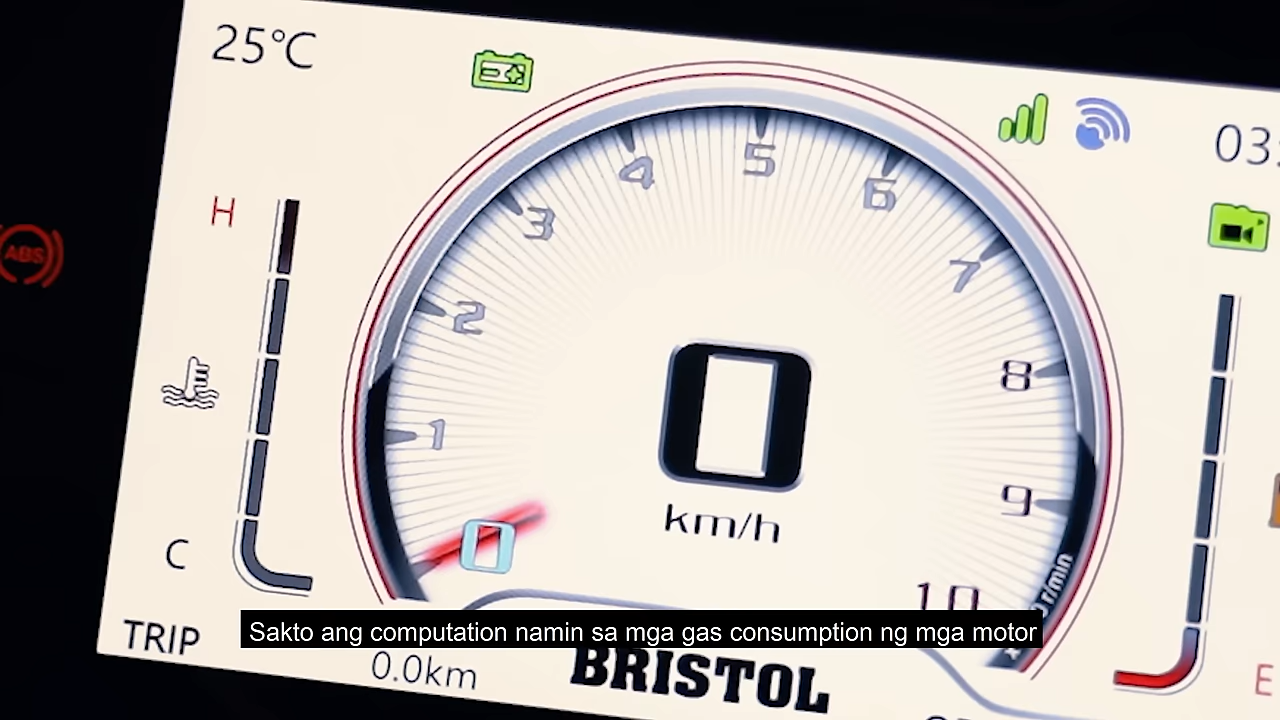 25°C
03:
ABS
H
4
5
6
3
7
2
8
1
9
0
km/h
0
C
10
r/min
Sakto ang computation namin sa mga gas consumption ng mga motor
TRIP
0.0km
BRISTOL
E